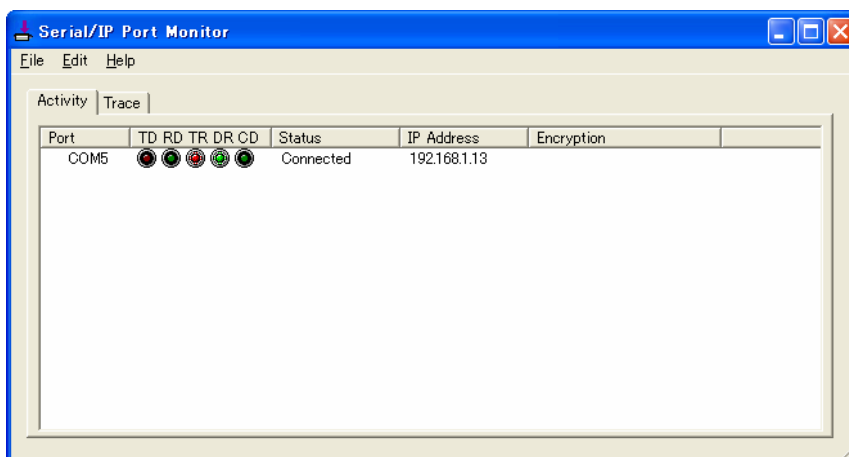 Serial/IP Port Monitor
File Edit Help
Activity Trace
Port TD RD TR DR CD Status IP Address Encryption
COM5 Connected 192.168.1.13